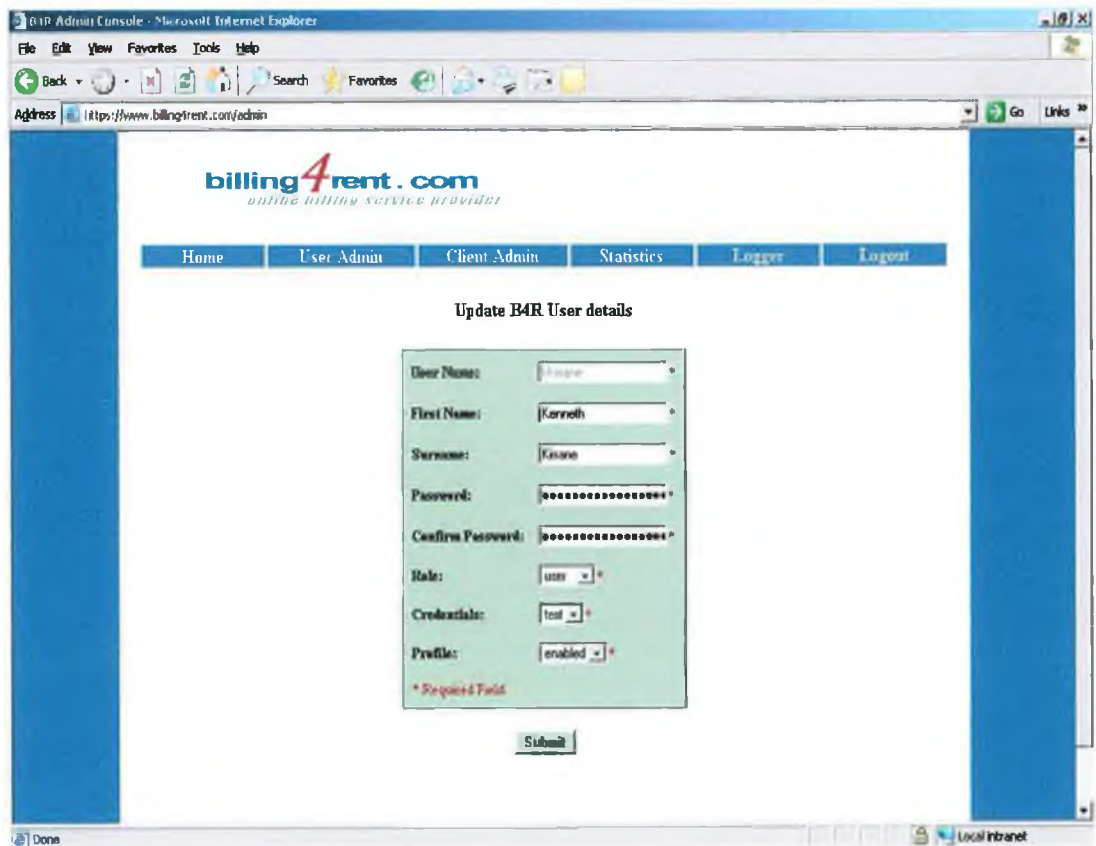 B4R Admin Console - Microsoft Internet Explorer
File Edit View Favorites Tools Help
Back Search Favorites
Address https://www.billing4rent.com/admin Go Links »
billing4rent.com
online billing service provider
Home User Admin Client Admin Statistics Logger Logout
Update B4R User details
User Name: *
First Name: Kenneth *
Surname: Kirrane *
Password: •••••••••••••••••• *
Confirm Password: •••••••••••••••••• *
Role: user *
Credentials: test *
Profile: enabled *
* Required Field
Submit
Done Local intranet